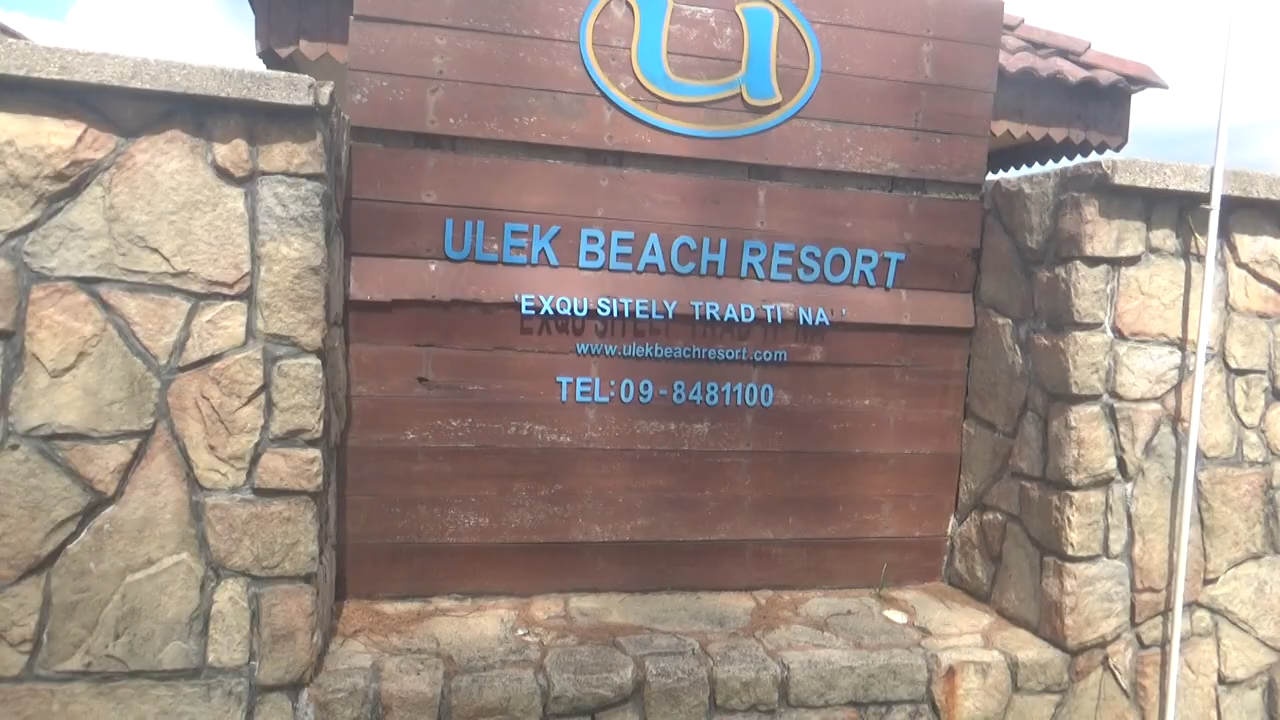 U
ULEK BEACH RESORT
'EXQU SITELY TRAD TI NA '
www.ulekbeachresort.com
TEL:09-8481100